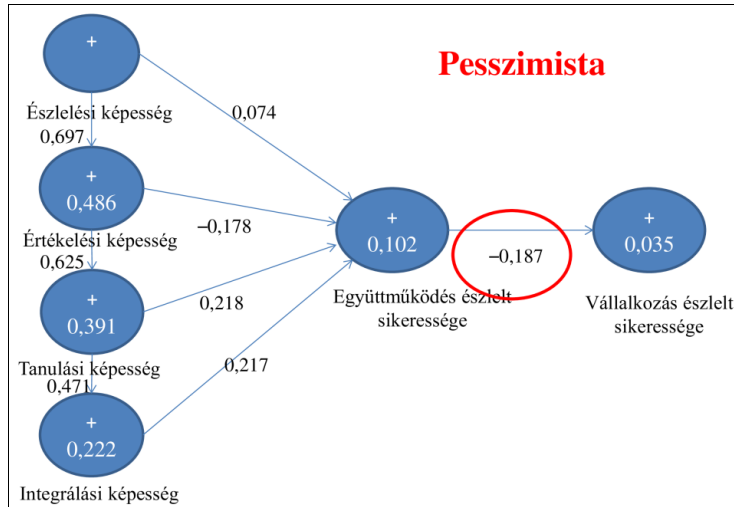 +
Pesszimista
Észlelési képesség
0,074
0,697
+
0,486
−0,178
Értékelési képesség
0,625
+
0,102
−0,187
+
0,035
+
0,391
0,218
Együttműködés észlelt
sikeressége
Vállalkozás észlelt
sikeressége
Tanulási képesség
0,471
0,217
+
0,222
Integrálási képesség